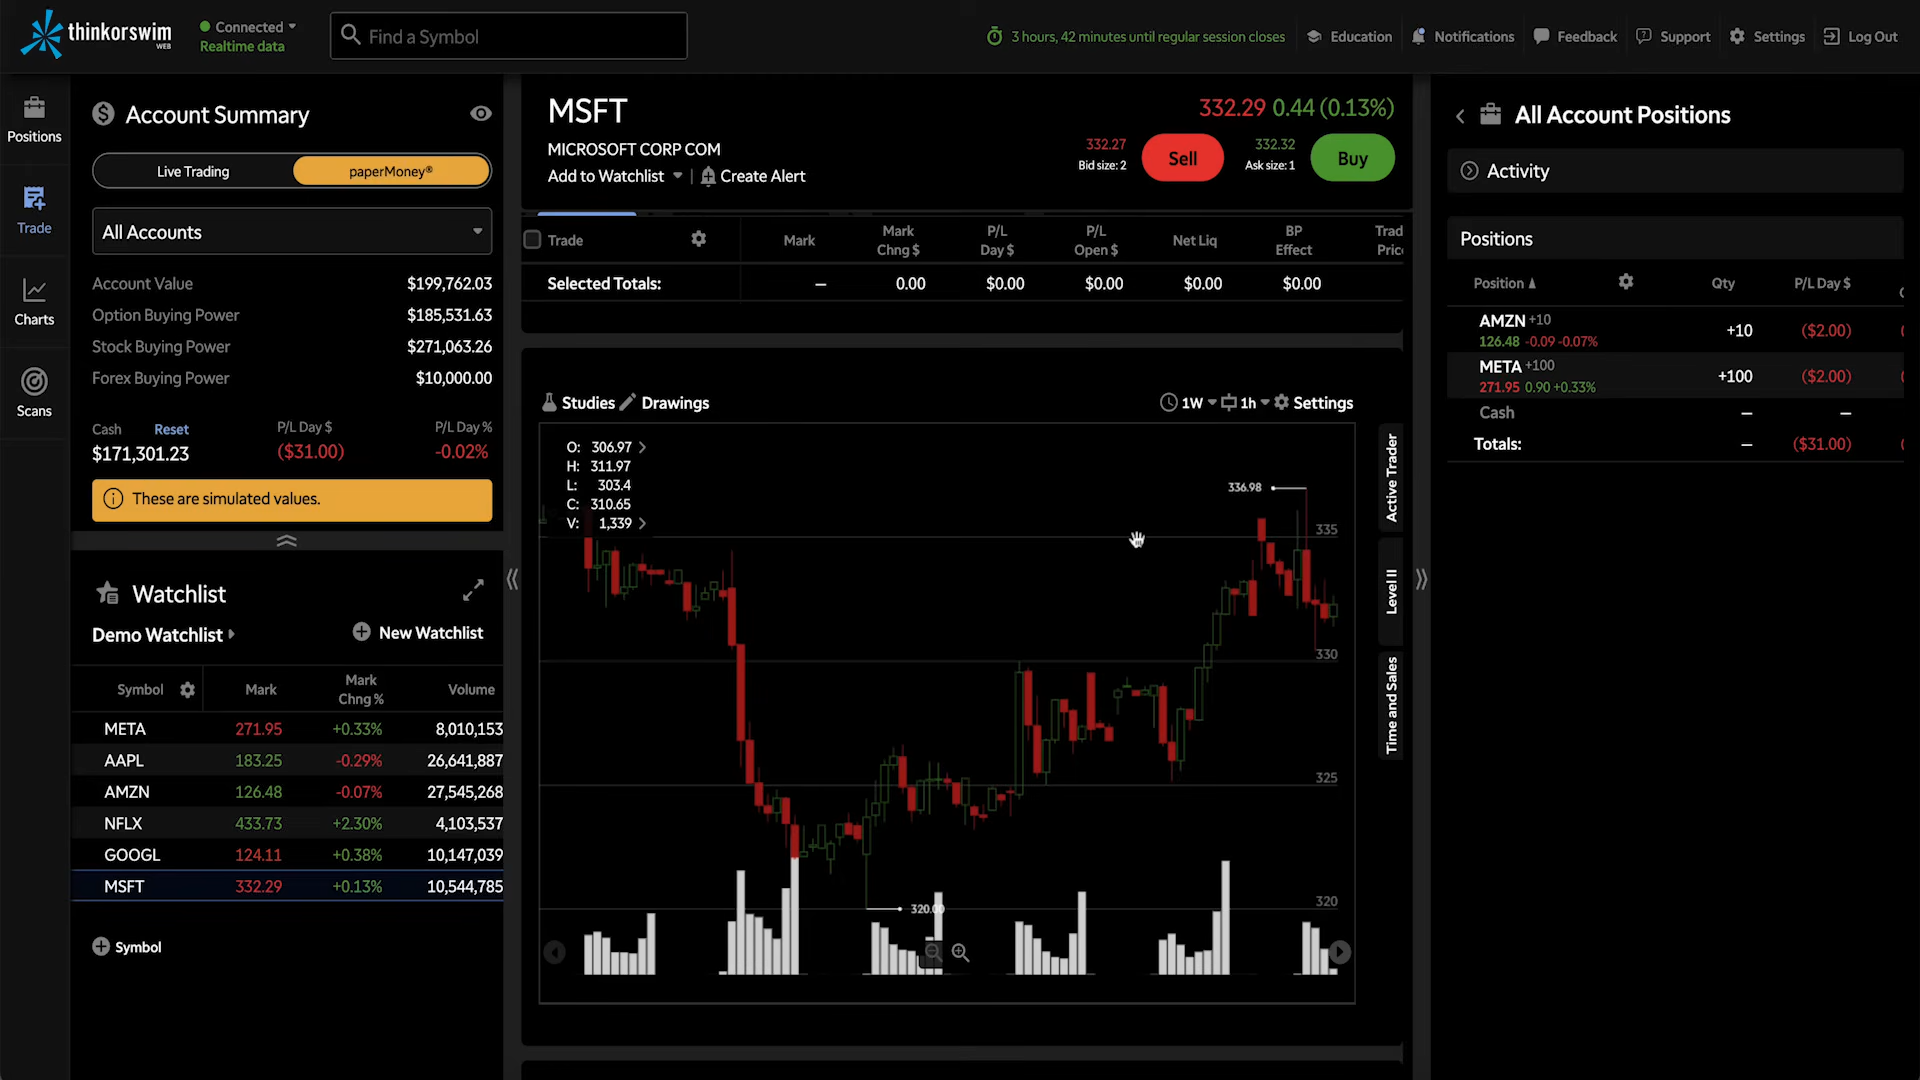 thinkorswim
WEB
Connected
Realtime data
Find a Symbol
3 hours, 42 minutes until regular session closes
Education
Notifications
Feedback
Support
Settings
Log Out
Positions
Trade
Charts
Scans
Account Summary
Live Trading
paperMoney®
All Accounts
Account Value $199,762.03
Option Buying Power $185,531.63
Stock Buying Power $271,063.26
Forex Buying Power $10,000.00
Cash Reset P/L Day $ P/L Day %
$171,301.23 ($31.00) -0.02%
These are simulated values.
Watchlist
Demo Watchlist New Watchlist
Symbol Mark Mark Chng % Volume
META 271.95 +0.33% 8,010,153
AAPL 183.25 -0.29% 26,641,887
AMZN 126.48 -0.07% 27,545,268
NFLX 433.73 +2.30% 4,103,537
GOOGL 124.11 +0.38% 10,147,039
MSFT 332.29 +0.13% 10,544,785
Symbol
MSFT
332.29 0.44 (0.13%)
MICROSOFT CORP COM
Add to Watchlist Create Alert
332.27
Bid size: 2
Sell
332.32
Ask size: 1
Buy
Trade Mark Mark Chng $ P/L Day $ P/L Open $ Net Liq BP Effect Trad Pric
Selected Totals: – 0.00 $0.00 $0.00 $0.00 $0.00
Studies Drawings 1W 1h Settings
O: 306.97
H: 311.97
L: 303.4
C: 310.65
V: 1,339
336.98
335
330
325
320
320.00
Active Trader
Level II
Time and Sales
All Account Positions
Activity
Positions
Position Qty P/L Day $
AMZN +10 +10 ($2.00)
126.48 -0.09 -0.07%
META +100 +100 ($2.00)
271.95 0.90 +0.33%
Cash – –
Totals: – ($31.00)